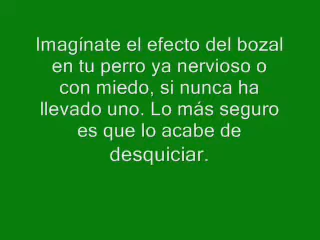 Imagínate el efecto del bozal
en tu perro ya nervioso o
con miedo, si nunca ha
llevado uno. Lo más seguro
es que lo acabe de
desquiciar.